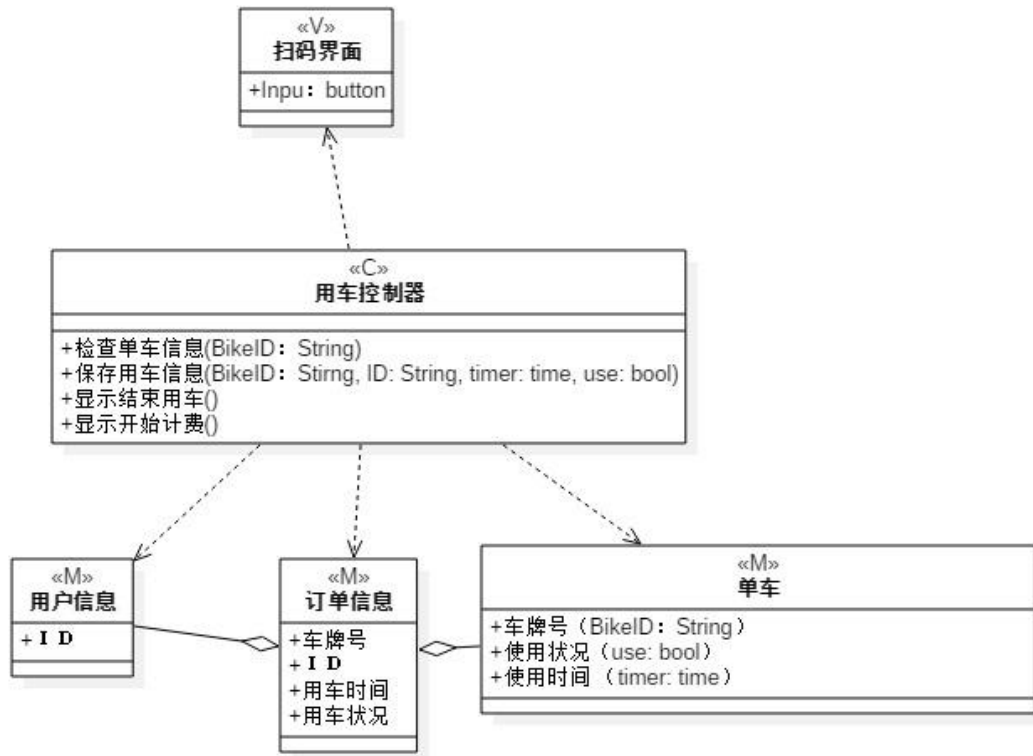 «V»
扫码界面
+Inpu：button
«C»
用车控制器
+检查单车信息(BikeID：String)
+保存用车信息(BikeID：Stirng, ID: String, timer: time, use: bool)
+显示结束用车()
+显示开始计费()
«M»
用户信息
+ＩＤ
«M»
订单信息
+车牌号
+ＩＤ
+用车时间
+用车状况
«M»
单车
+车牌号（BikeID：String）
+使用状况（use: bool）
+使用时间（timer: time）